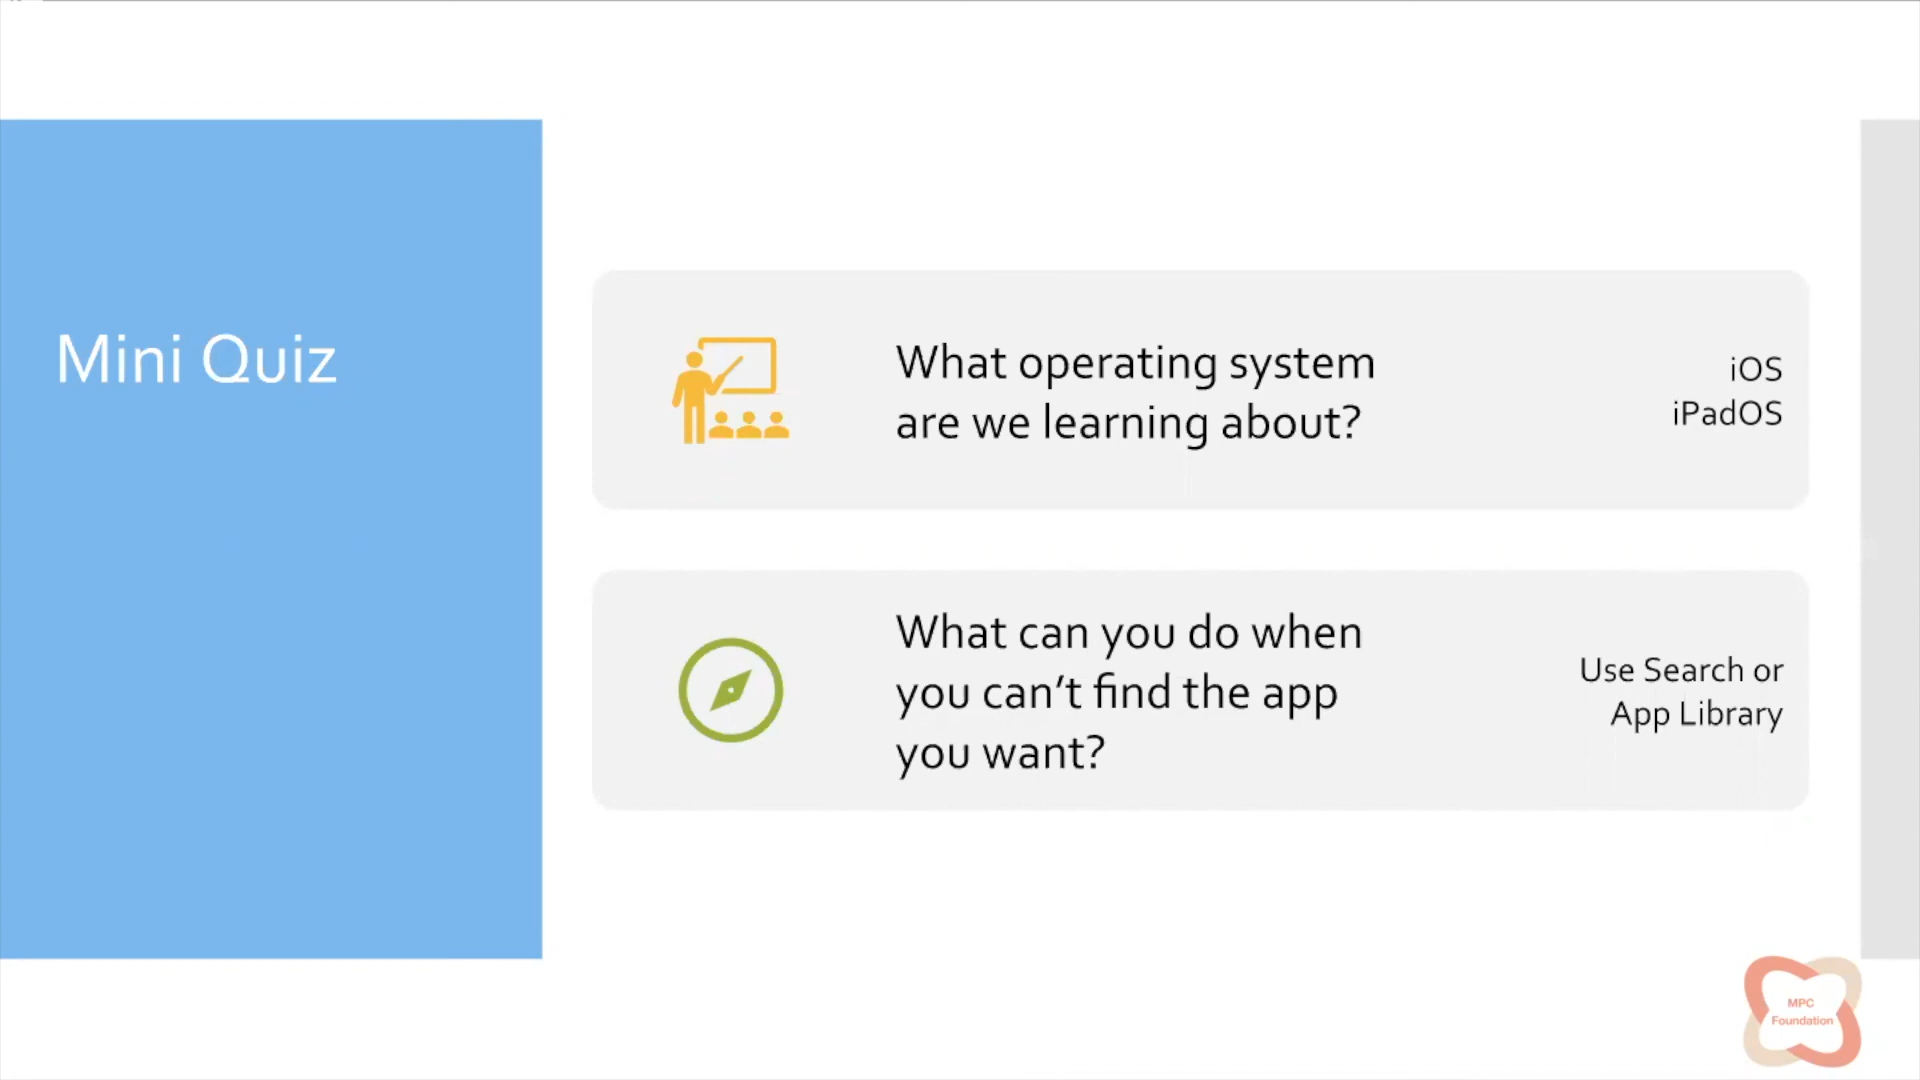 Mini Quiz
What operating system
are we learning about?
iOS
iPadOS
What can you do when
you can’t find the app
you want?
Use Search or
App Library
MPC
Foundation